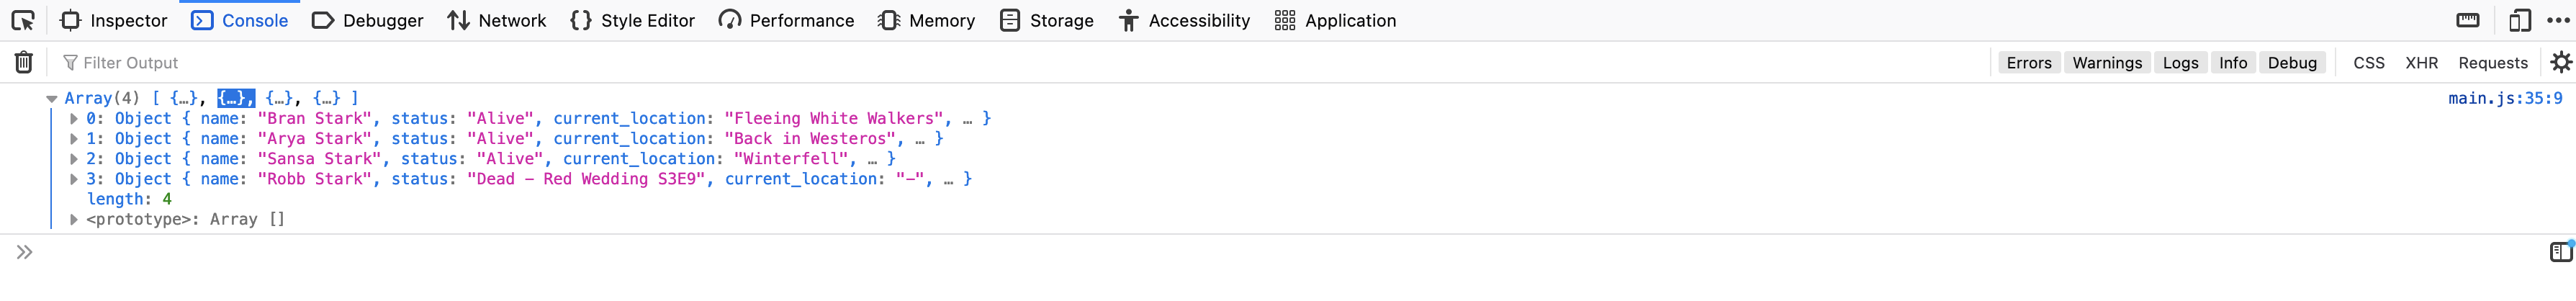 Inspector Console Debugger Network Style Editor Performance Memory Storage Accessibility Application
Filter Output Errors Warnings Logs Info Debug CSS XHR Requests
Array(4) [ {…}, {…}, {…}, {…} ] main.js:35:9
0: Object { name: "Bran Stark", status: "Alive", current_location: "Fleeing White Walkers", … }
1: Object { name: "Arya Stark", status: "Alive", current_location: "Back in Westeros", … }
2: Object { name: "Sansa Stark", status: "Alive", current_location: "Winterfell", … }
3: Object { name: "Robb Stark", status: "Dead - Red Wedding S3E9", current_location: "-", … }
length: 4
<prototype>: Array []